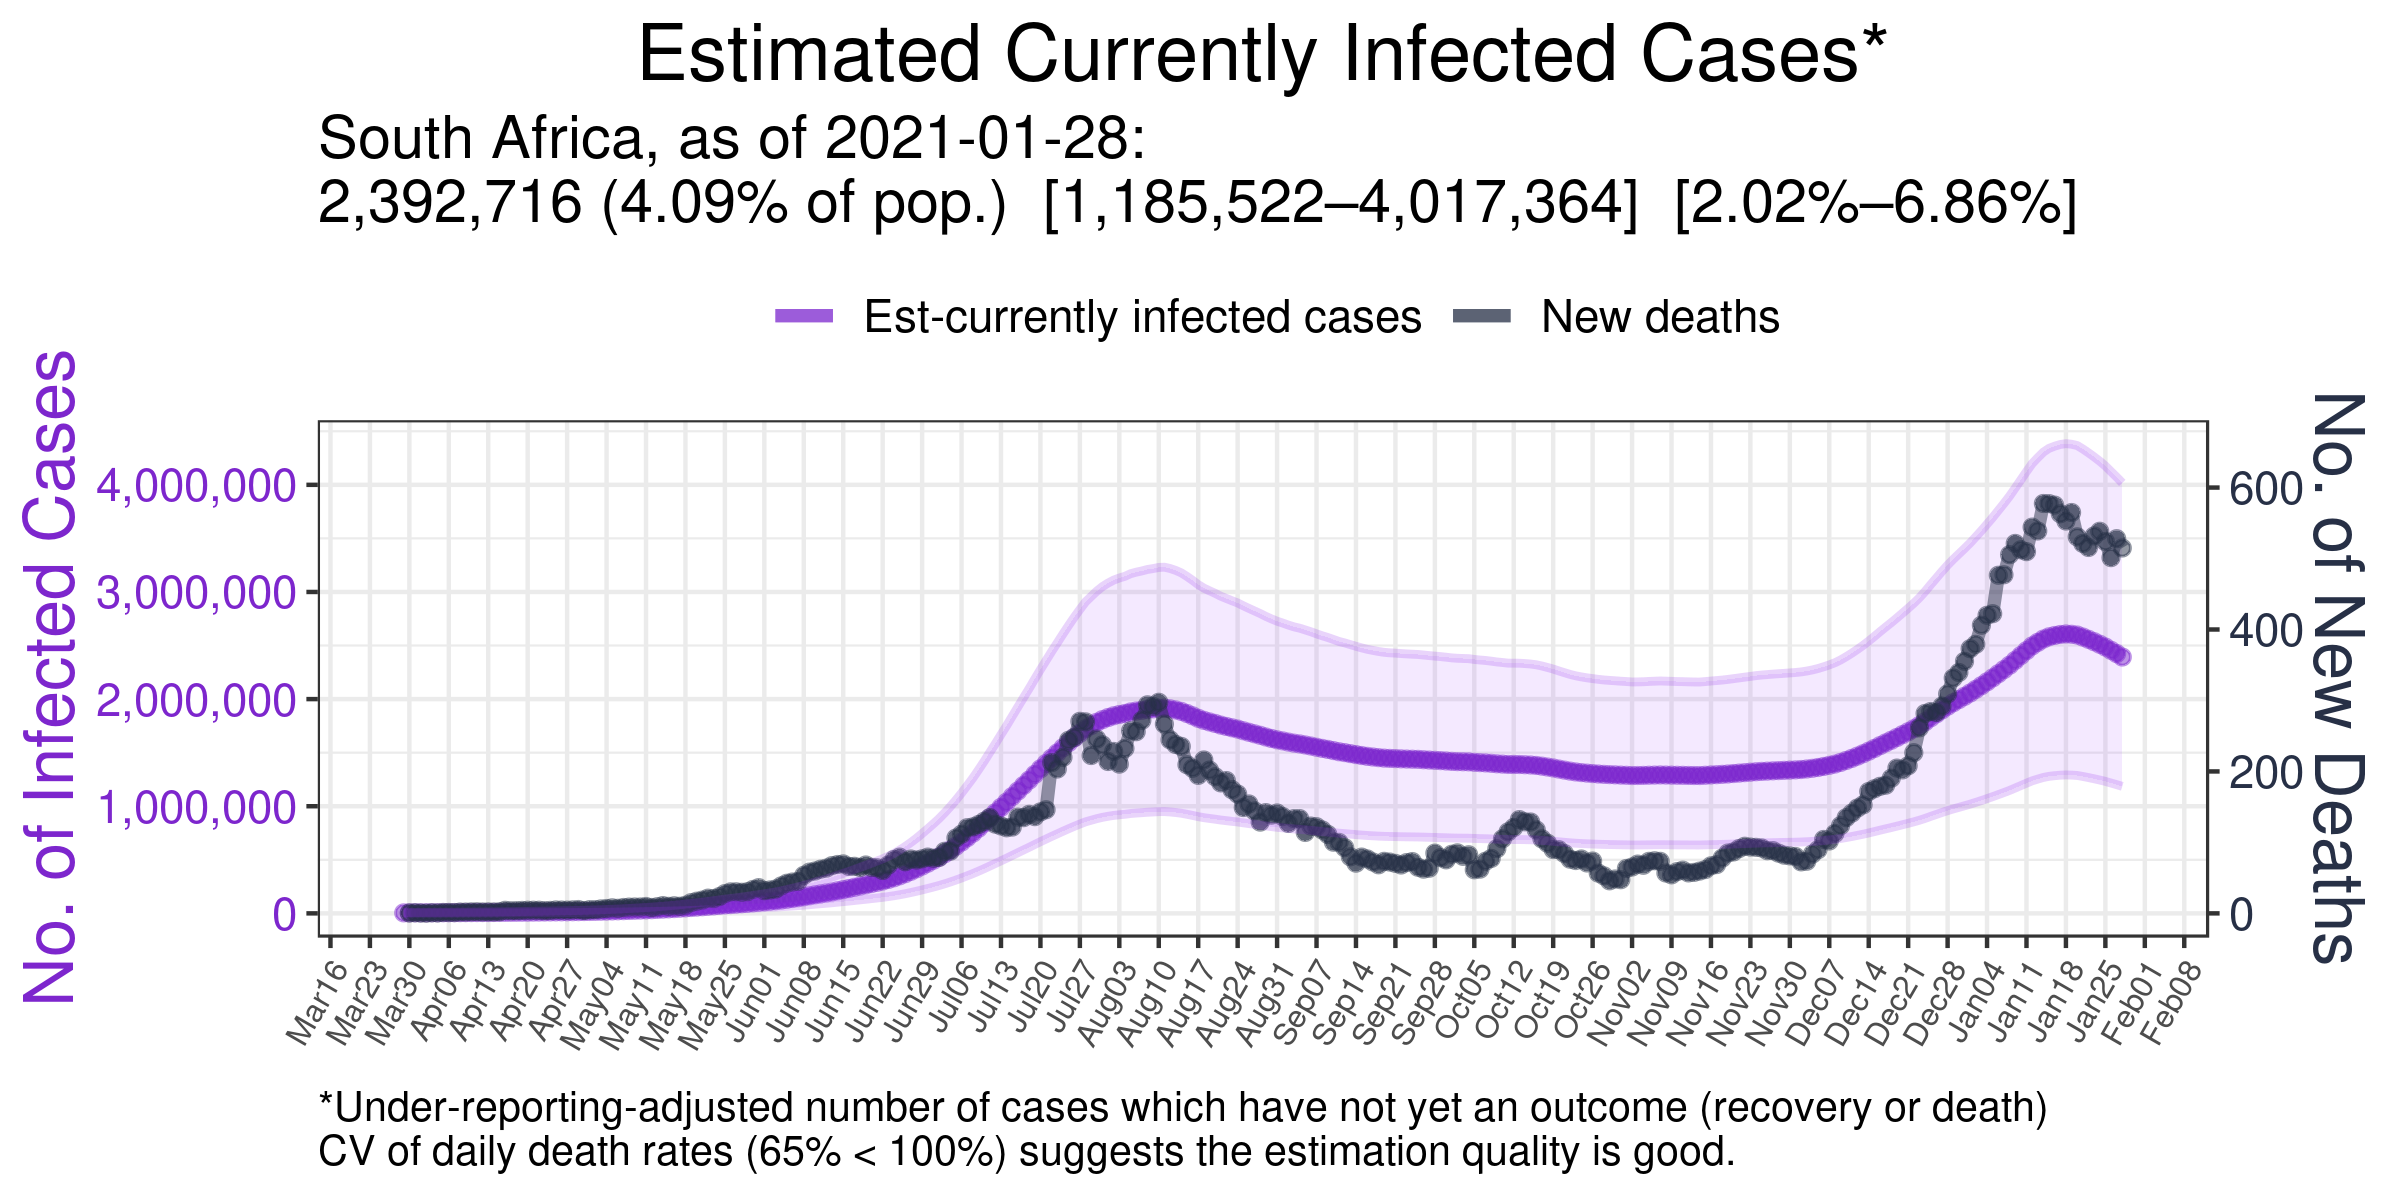 Estimated Currently Infected Cases*
South Africa, as of 2021-01-28:
2,392,716 (4.09% of pop.) [1,185,522–4,017,364] [2.02%–6.86%]
Est-currently infected cases
New deaths
No. of Infected Cases
4,000,000
3,000,000
2,000,000
1,000,000
0
No. of New Deaths
600
400
200
0
Mar16
Mar23
Mar30
Apr06
Apr13
Apr20
Apr27
May04
May11
May18
May25
Jun01
Jun08
Jun15
Jun22
Jun29
Jul06
Jul13
Jul20
Jul27
Aug03
Aug10
Aug17
Aug24
Aug31
Sep07
Sep14
Sep21
Sep28
Oct05
Oct12
Oct19
Oct26
Nov02
Nov09
Nov16
Nov23
Nov30
Dec07
Dec14
Dec21
Dec28
Jan04
Jan11
Jan18
Jan25
Feb01
Feb08
*Under-reporting-adjusted number of cases which have not yet an outcome (recovery or death)
CV of daily death rates (65% < 100%) suggests the estimation quality is good.